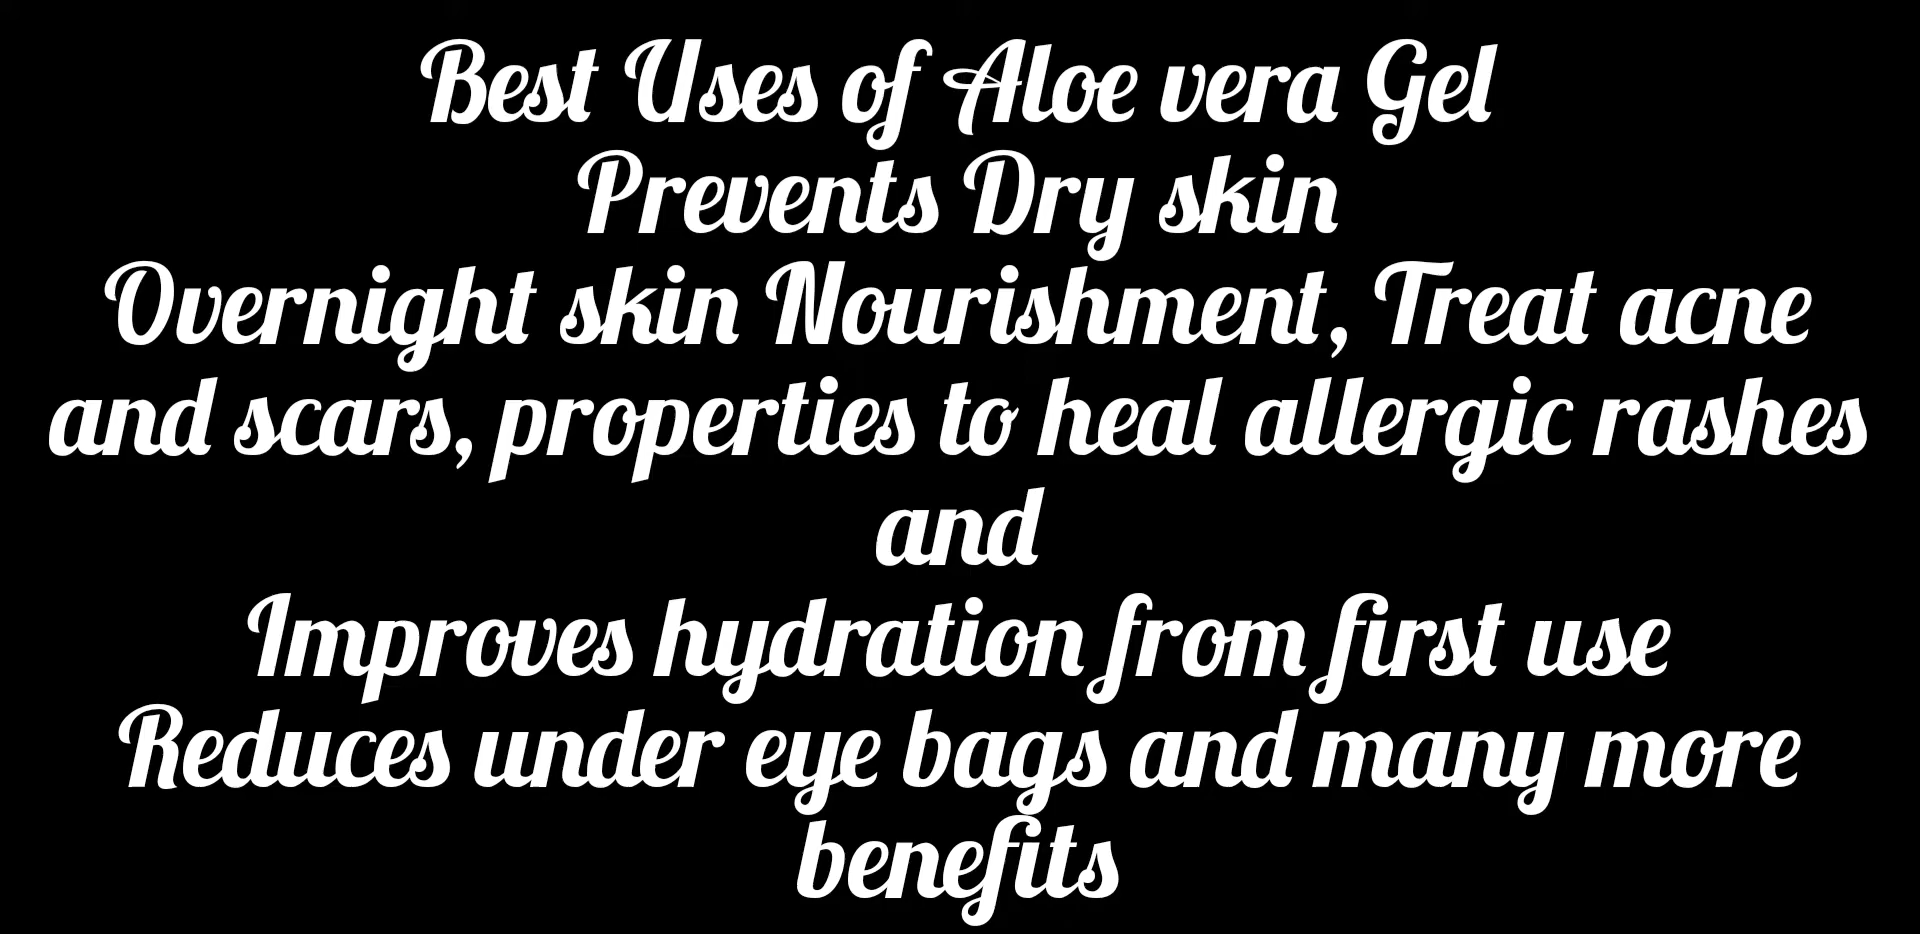 Best Uses of Aloe vera Gel
Prevents Dry skin
Overnight skin Nourishment, Treat acne
and scars, properties to heal allergic rashes
and
Improves hydration from first use
Reduces under eye bags and many more
benefits